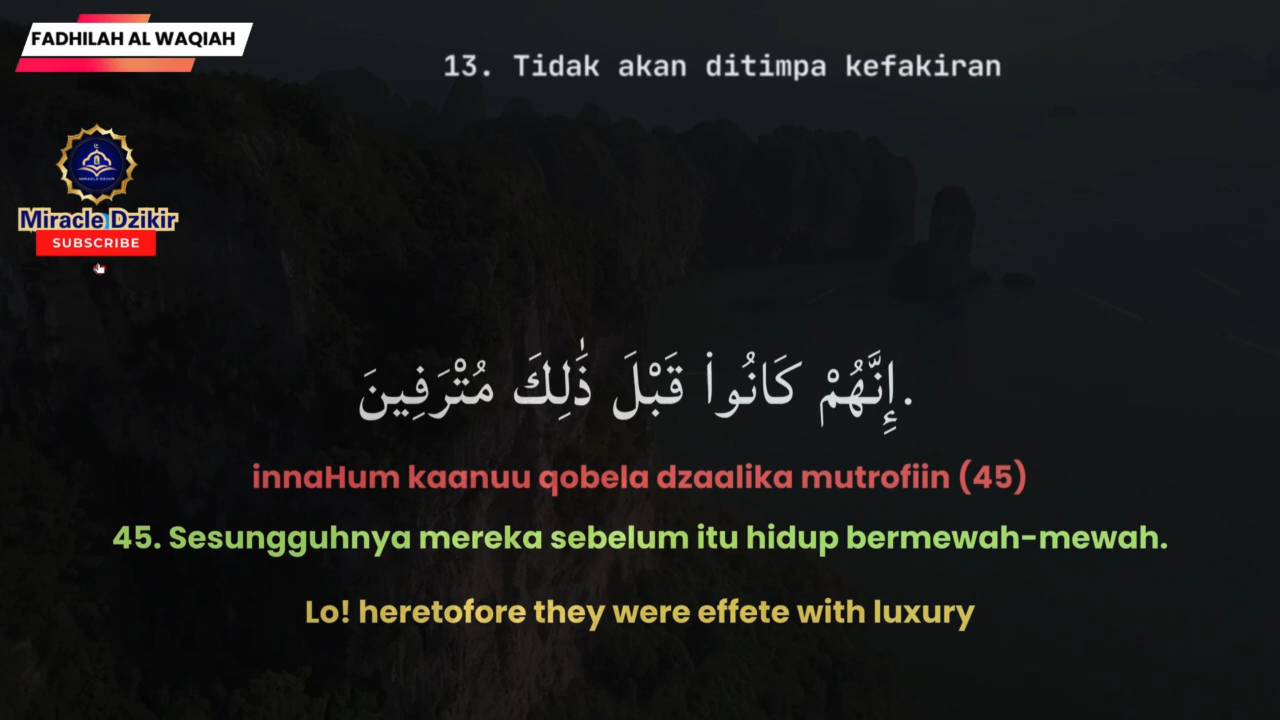 FADHILAH AL WAQIAH
13. Tidak akan ditimpa kefakiran
Miracle Dzikir
SUBSCRIBE
إِنَّهُمْ كَانُوا۟ قَبْلَ ذَٰلِكَ مُتْرَفِينَ.
innaHum kaanuu qobela dzaalika mutrofiin (45)
45. Sesungguhnya mereka sebelum itu hidup bermewah-mewah.
Lo! heretofore they were effete with luxury